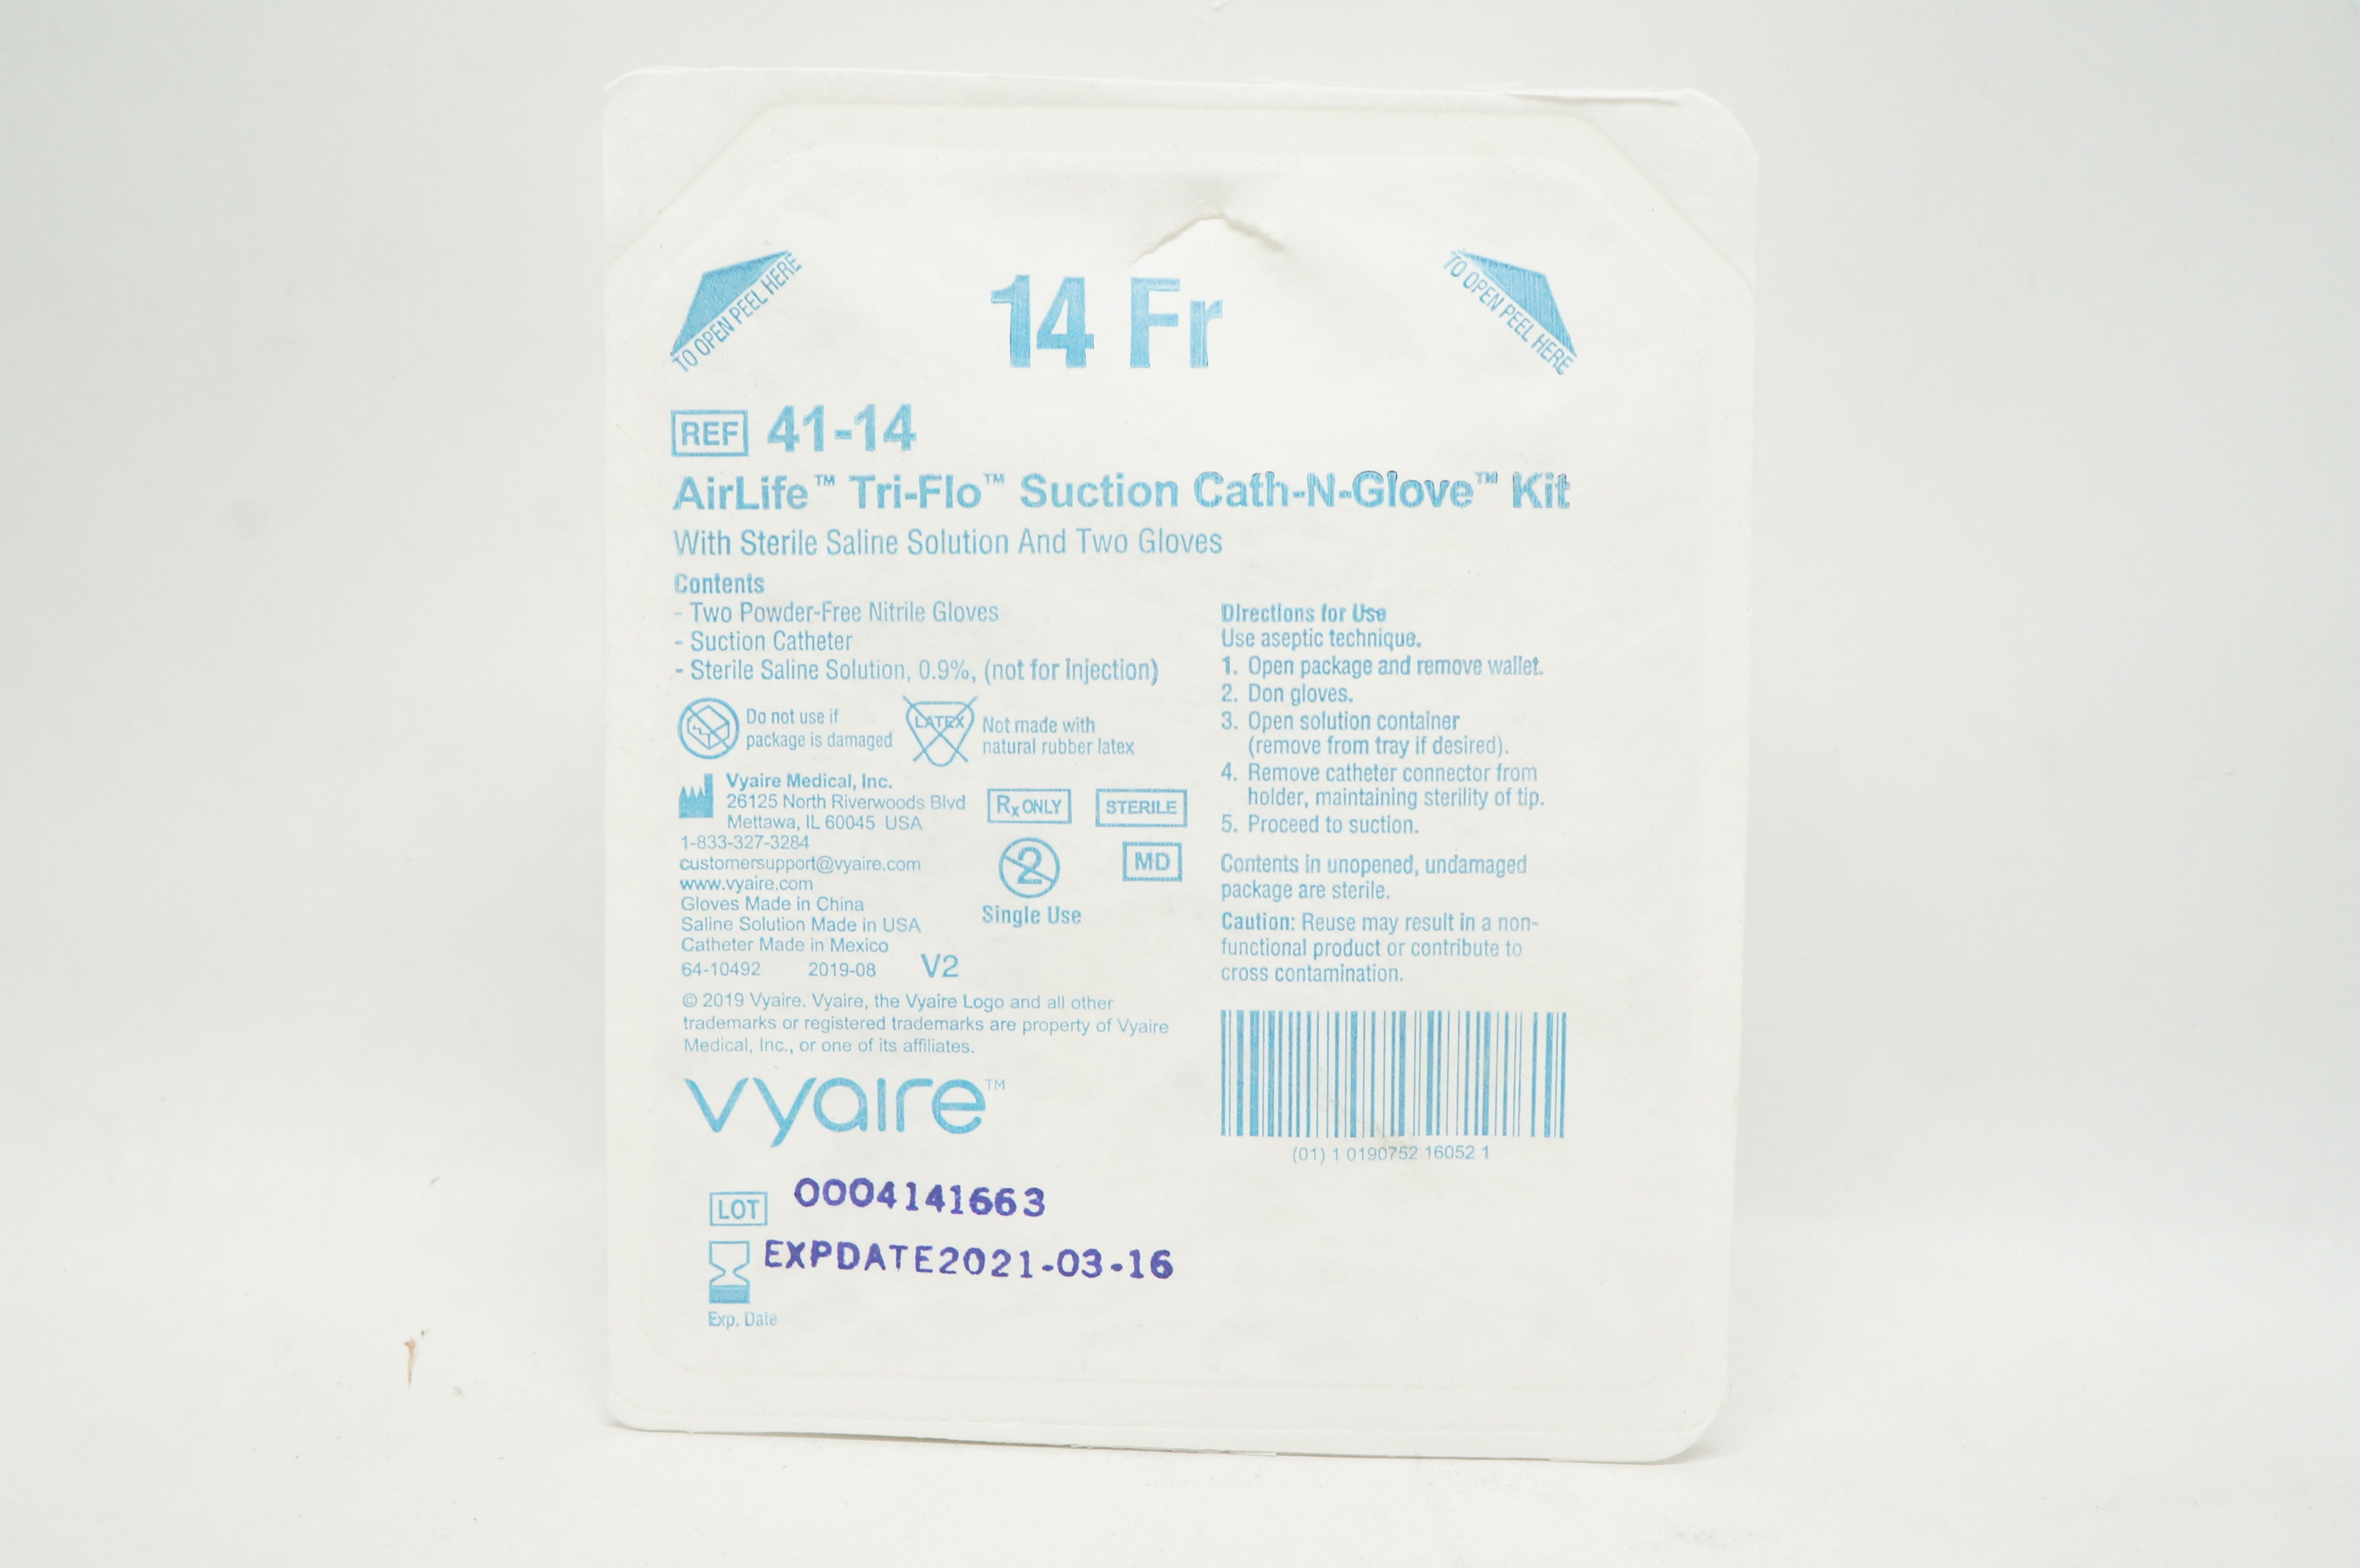 TO OPEN PEEL HERE
14 Fr
TO OPEN PEEL HERE
REF 41-14
AirLife™ Tri-Flo™ Suction Cath-N-Glove™ Kit
With Sterile Saline Solution And Two Gloves
Contents
- Two Powder-Free Nitrile Gloves
- Suction Catheter
- Sterile Saline Solution, 0.9%, (not for injection)
Do not use if
package is damaged
LATEX
Not made with
natural rubber latex
Vyaire Medical, Inc.
26125 North Riverwoods Blvd
Mettawa, IL 60045 USA
1-833-327-3284
customersupport@vyaire.com
www.vyaire.com
Gloves Made in China
Saline Solution Made in USA
Catheter Made in Mexico
64-10492 2019-08 V2
Rx ONLY
STERILE
2
MD
Single Use
© 2019 Vyaire. Vyaire, the Vyaire Logo and all other
trademarks or registered trademarks are property of Vyaire
Medical, Inc., or one of its affiliates.
vyaire™
Directions for Use
Use aseptic technique.
1. Open package and remove wallet.
2. Don gloves.
3. Open solution container
(remove from tray if desired).
4. Remove catheter connector from
holder, maintaining sterility of tip.
5. Proceed to suction.
Contents in unopened, undamaged
package are sterile.
Caution: Reuse may result in a non-
functional product or contribute to
cross contamination.
(01) 1 0190752 16052 1
LOT 0004141663
EXPDATE2021-03-16
Exp. Date